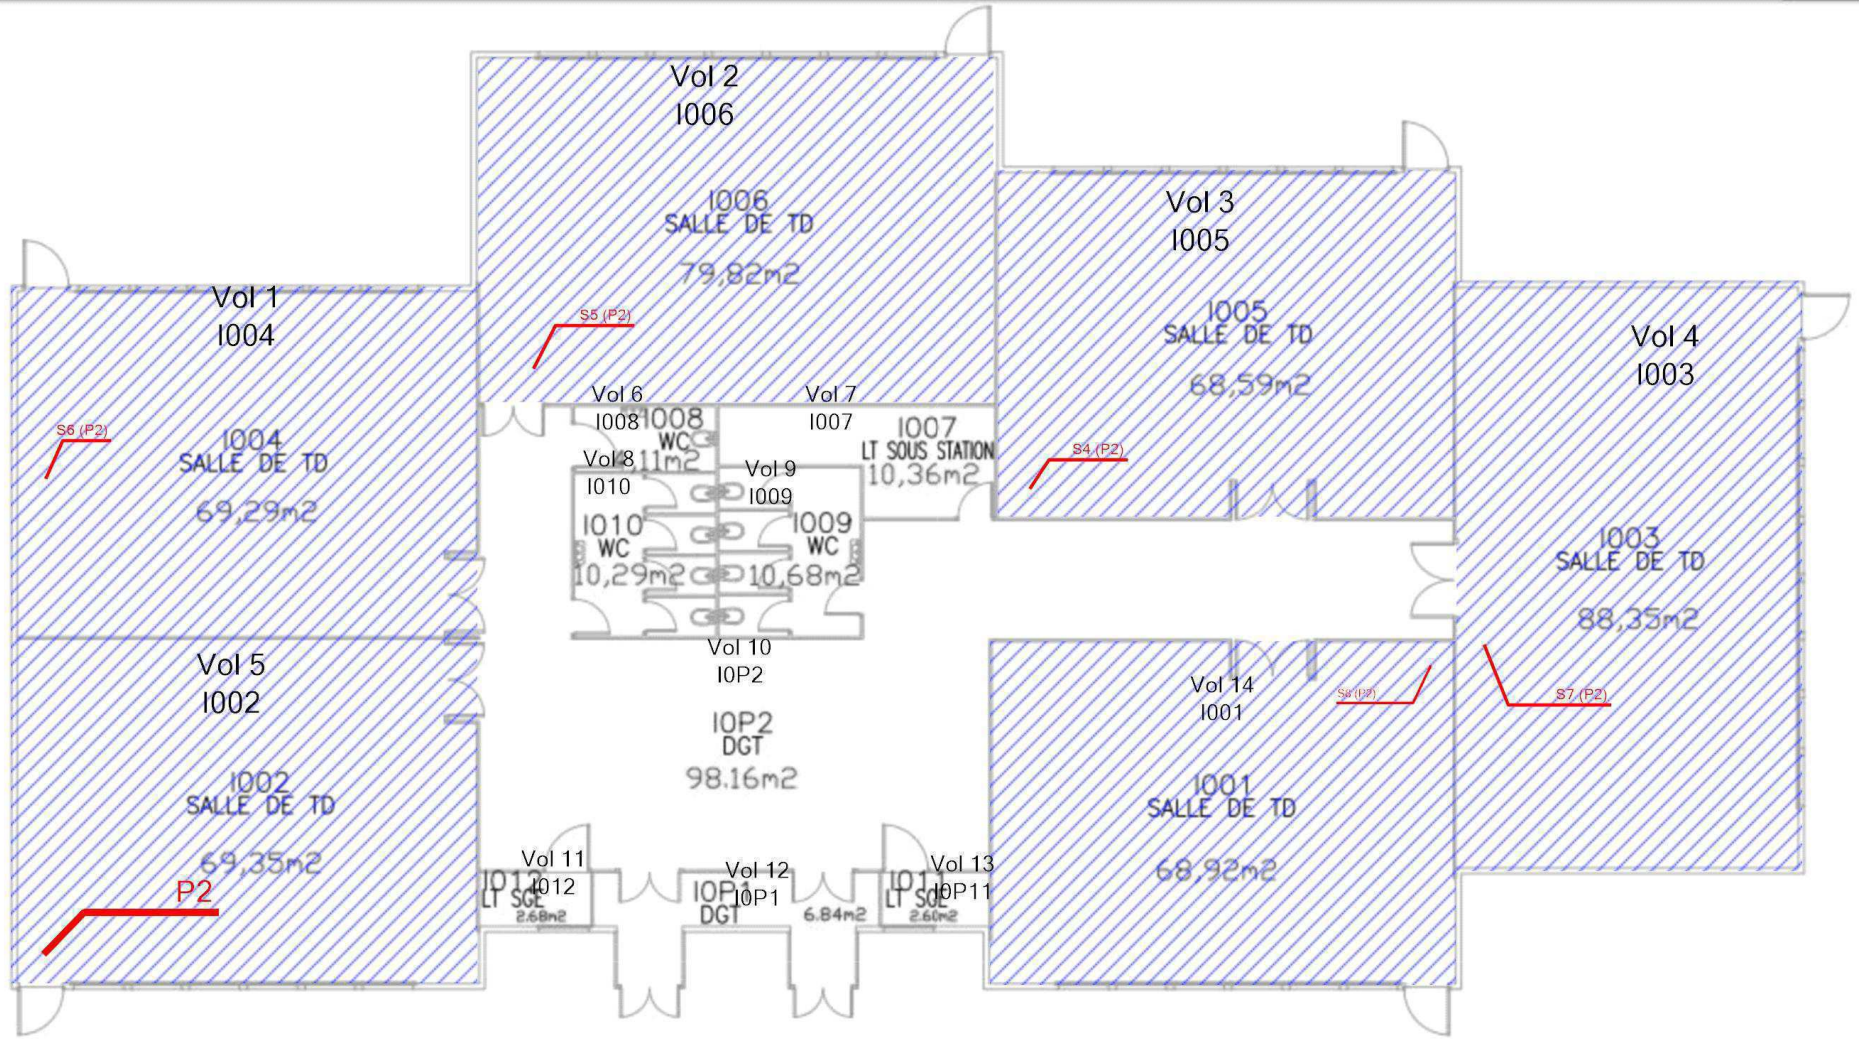 Vol 2
I006
I006
SALLE DE TD
79,82m2
S5 (P2)
Vol 3
I005
I005
SALLE DE TD
68,59m2
S4 (P2)
Vol 1
I004
I004
SALLE DE TD
69,29m2
S6 (P2)
Vol 4
I003
I003
SALLE DE TD
88,35m2
S7 (P2)
Vol 6
I008
I008
WC
,11m2
Vol 7
I007
I007
LT SOUS STATION
10,36m2
Vol 8
I010
I010
WC
10,29m2
Vol 9
I009
I009
WC
10,68m2
Vol 5
I002
I002
SALLE DE TD
69,35m2
P2
Vol 10
I0P2
I0P2
DGT
98.16m2
Vol 14
I001
S8 (P2)
I001
SALLE DE TD
68,92m2
Vol 11
I012
I012
LT SGE
2.68m2
Vol 12
I0P1
I0P1
DGT
6.84m2
Vol 13
I0P11
I011
LT SGE
2.60m2